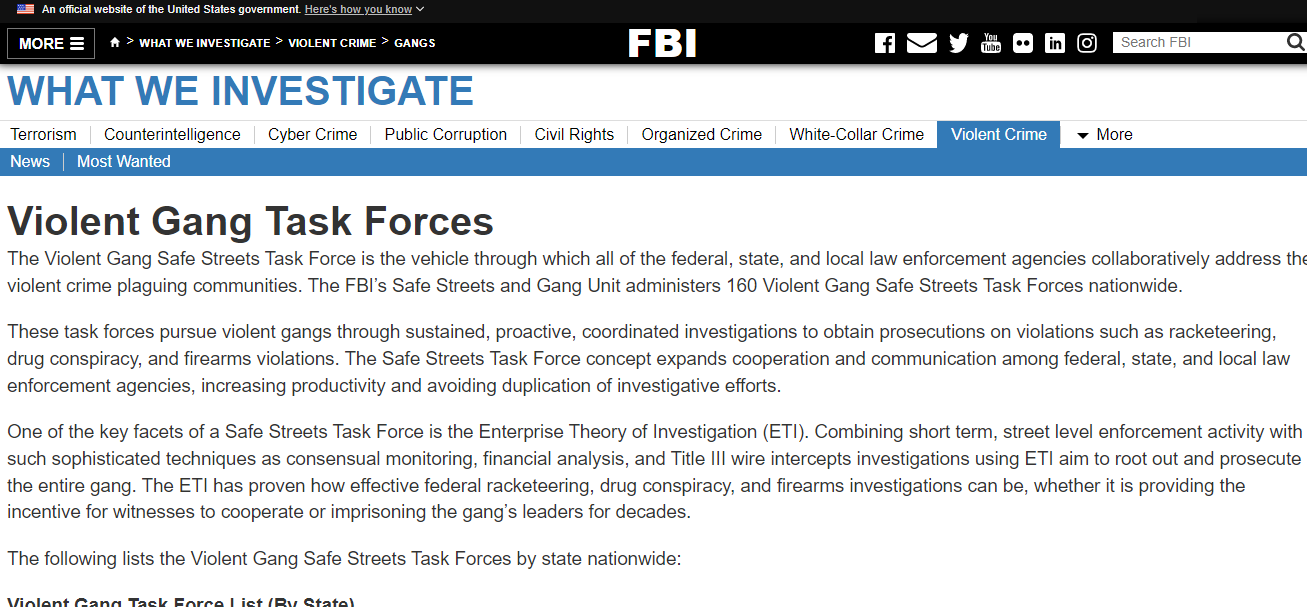 An official website of the United States government. Here's how you know
MORE
> WHAT WE INVESTIGATE > VIOLENT CRIME > GANGS
FBI
You Tube
in
Search FBI
WHAT WE INVESTIGATE
Terrorism Counterintelligence Cyber Crime Public Corruption Civil Rights Organized Crime White-Collar Crime Violent Crime More
News Most Wanted
Violent Gang Task Forces
The Violent Gang Safe Streets Task Force is the vehicle through which all of the federal, state, and local law enforcement agencies collaboratively address the
violent crime plaguing communities. The FBI’s Safe Streets and Gang Unit administers 160 Violent Gang Safe Streets Task Forces nationwide.
These task forces pursue violent gangs through sustained, proactive, coordinated investigations to obtain prosecutions on violations such as racketeering,
drug conspiracy, and firearms violations. The Safe Streets Task Force concept expands cooperation and communication among federal, state, and local law
enforcement agencies, increasing productivity and avoiding duplication of investigative efforts.
One of the key facets of a Safe Streets Task Force is the Enterprise Theory of Investigation (ETI). Combining short term, street level enforcement activity with
such sophisticated techniques as consensual monitoring, financial analysis, and Title III wire intercepts investigations using ETI aim to root out and prosecute
the entire gang. The ETI has proven how effective federal racketeering, drug conspiracy, and firearms investigations can be, whether it is providing the
incentive for witnesses to cooperate or imprisoning the gang’s leaders for decades.
The following lists the Violent Gang Safe Streets Task Forces by state nationwide:
Violent Gang Task Force List (By State)